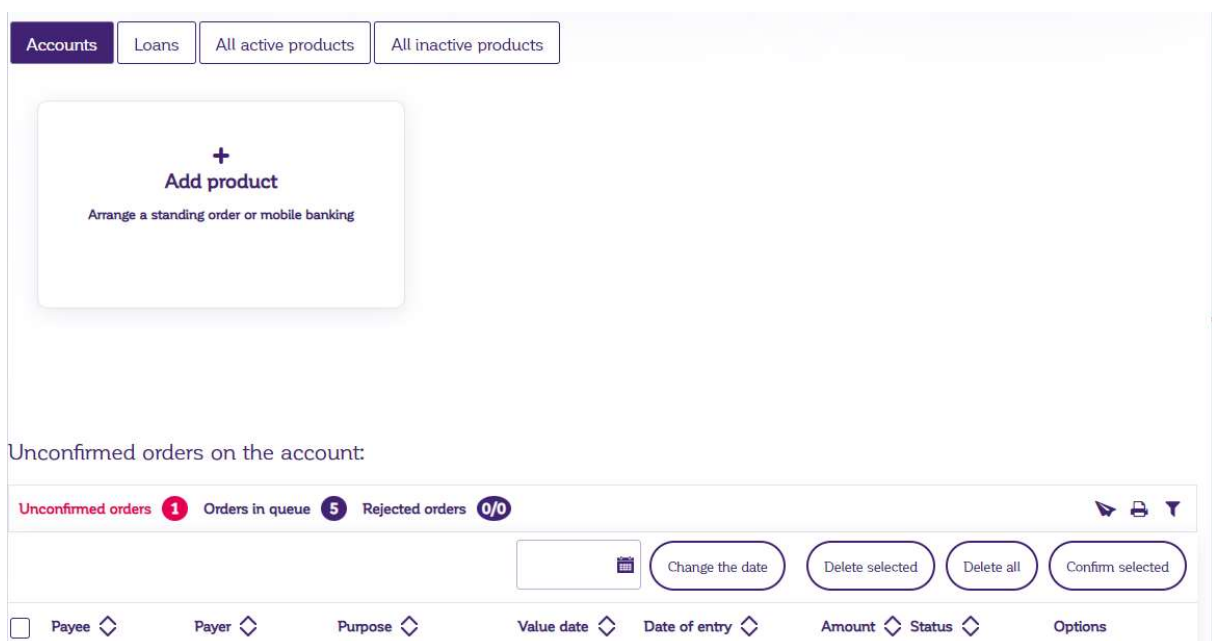 Accounts Loans All active products All inactive products
+
Add product
Arrange a standing order or mobile banking
Unconfirmed orders on the account:
Unconfirmed orders 1 Orders in queue 5 Rejected orders 0/0
Change the date Delete selected Delete all Confirm selected
Payee Payer Purpose Value date Date of entry Amount Status Options